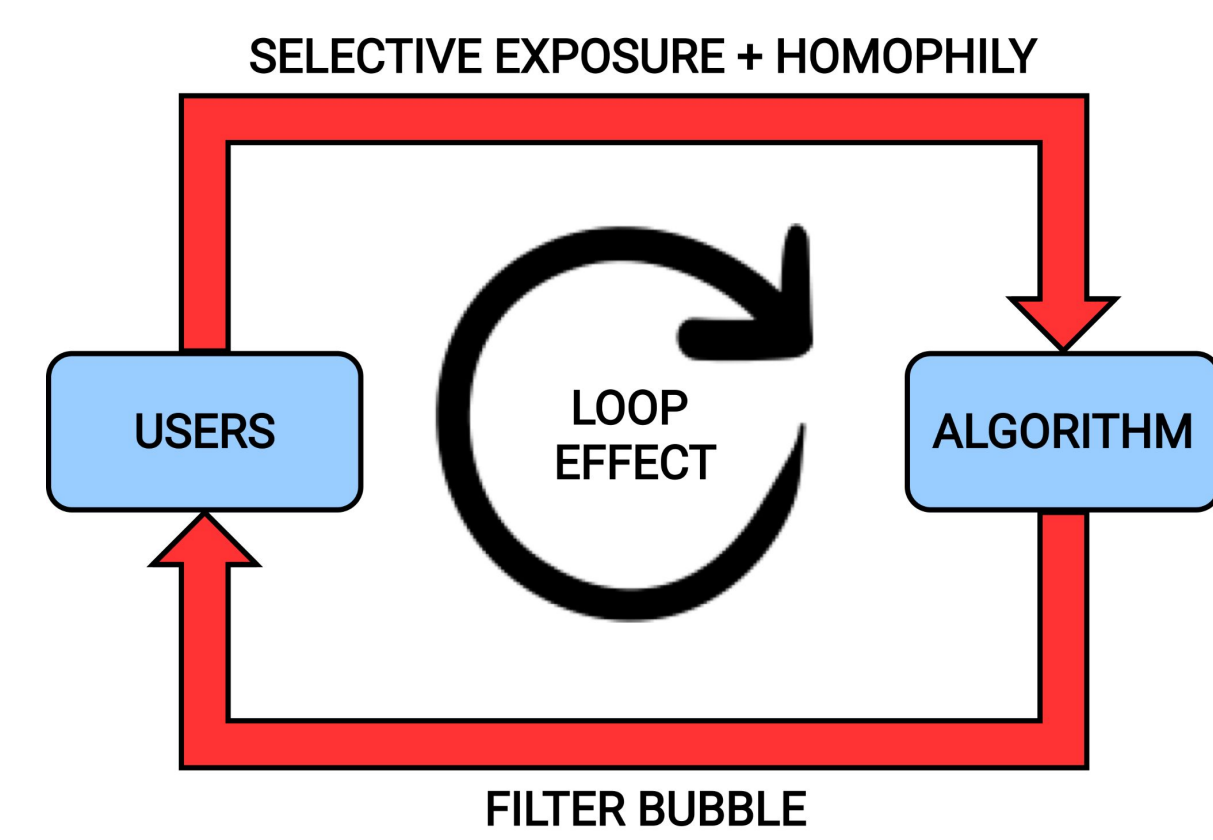 SELECTIVE EXPOSURE + HOMOPHILY
USERS
LOOP
EFFECT
ALGORITHM
FILTER BUBBLE